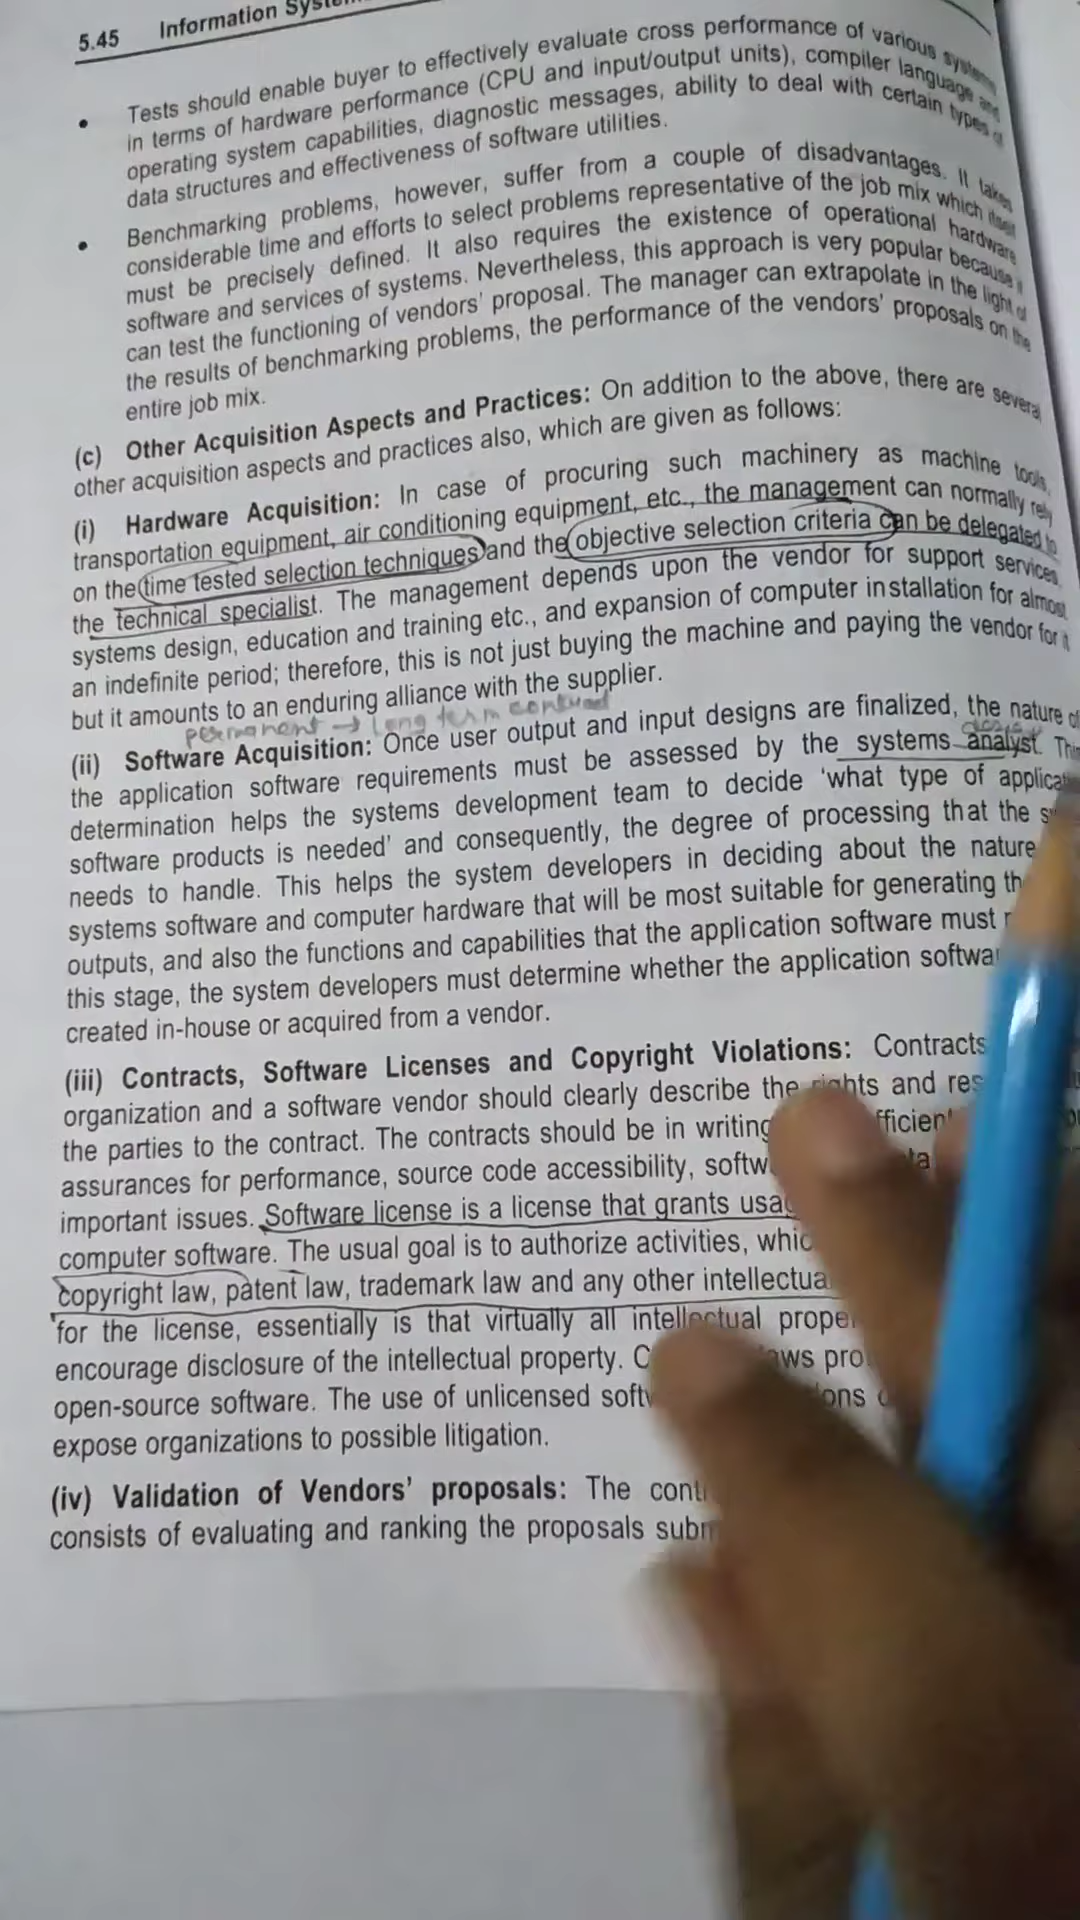 5.45 Information
Tests should enable buyer to effectively evaluate cross performance of various systems
in terms of hardware performance (CPU and input/output units), compiler language and
operating system capabilities, diagnostic messages, ability to deal with certain types of
data structures and effectiveness of software utilities.
Benchmarking problems, however, suffer from a couple of disadvantages. It takes
considerable time and efforts to select problems representative of the job mix which itself
must be precisely defined. It also requires the existence of operational hardware
software and services of systems. Nevertheless, this approach is very popular because it
can test the functioning of vendors' proposal. The manager can extrapolate in the light of
the results of benchmarking problems, the performance of the vendors' proposals on the
entire job mix.
(c) Other Acquisition Aspects and Practices: On addition to the above, there are several
other acquisition aspects and practices also, which are given as follows:
(i) Hardware Acquisition: In case of procuring such machinery as machine tools,
transportation equipment, air conditioning equipment, etc., the management can normally rely
on the time tested selection techniques and the objective selection criteria can be delegated to
the technical specialist. The management depends upon the vendor for support services,
systems design, education and training etc., and expansion of computer installation for almost
an indefinite period; therefore, this is not just buying the machine and paying the vendor for it
but it amounts to an enduring alliance with the supplier.
permanent → long term contract
(ii) Software Acquisition: Once user output and input designs are finalized, the nature of
the application software requirements must be assessed by the systems analyst. This
determination helps the systems development team to decide 'what type of
software products is needed' and consequently, the degree of processing that the
needs to handle. This helps the system developers in deciding about the nature
systems software and computer hardware that will be most suitable for generating
outputs, and also the functions and capabilities that the application software must
this stage, the system developers must determine whether the application
created in-house or acquired from a vendor.
(iii) Contracts, Software Licenses and Copyright Violations: Contracts
organization and a software vendor should clearly describe the rights and
the parties to the contract. The contracts should be in writing
assurances for performance, source code accessibility,
important issues. Software license is a license that grants
computer software. The usual goal is to authorize activities,
copyright law, patent law, trademark law and any other
for the license, essentially is that virtually all intellectual
encourage disclosure of the intellectual property.
open-source software. The use of unlicensed
expose organizations to possible litigation.
(iv) Validation of Vendors' proposals: The
consists of evaluating and ranking the proposals